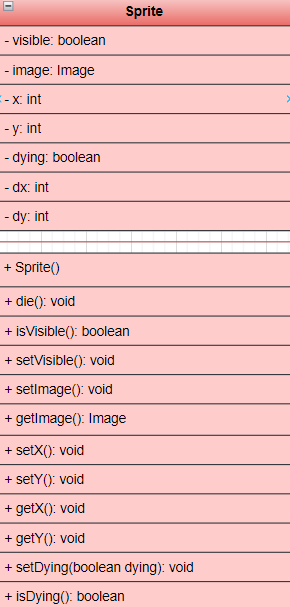 Sprite
- visible: boolean
- image: Image
- x: int
- y: int
- dying: boolean
- dx: int
- dy: int
+ Sprite()
+ die(): void
+ isVisible(): boolean
+ setVisible(): void
+ setImage(): void
+ getImage(): Image
+ setX(): void
+ setY(): void
+ getX(): void
+ getY(): void
+ setDying(boolean dying): void
+ isDying(): boolean